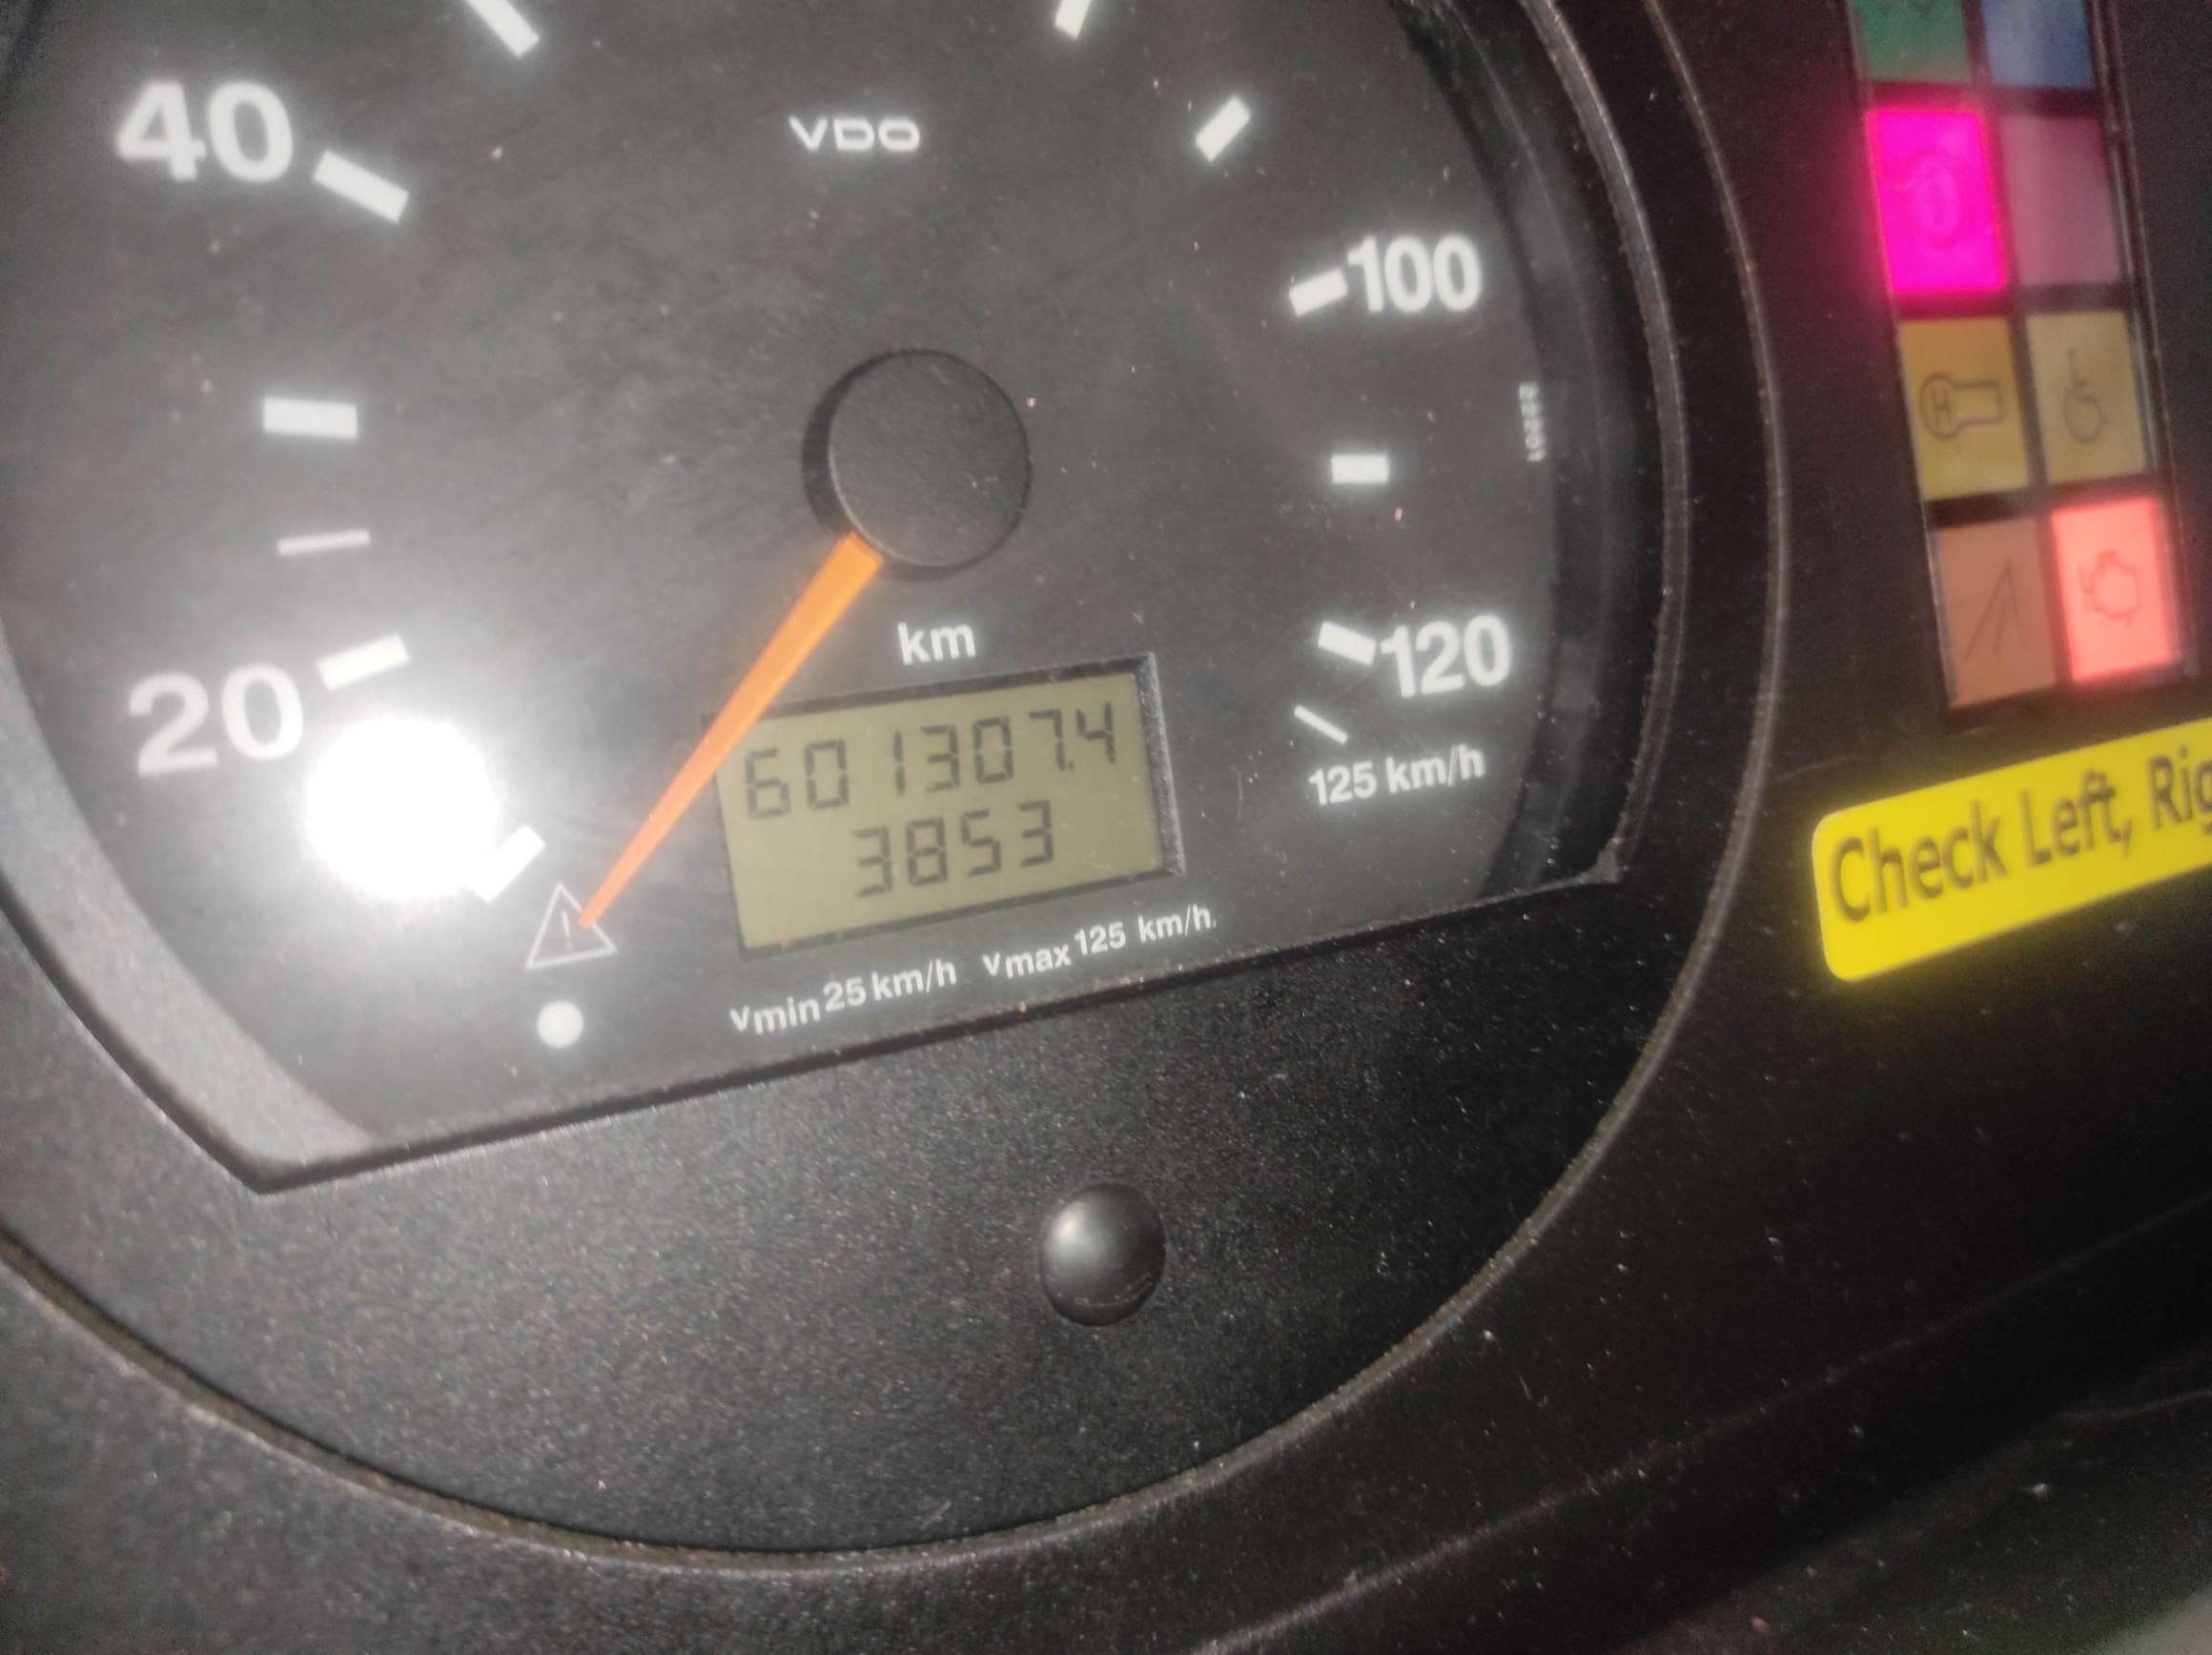 VDO
40
100
20
120
125 km/h
km
601307.4
3853
vmin 25 km/h vmax 125 km/h
H
Check Left,